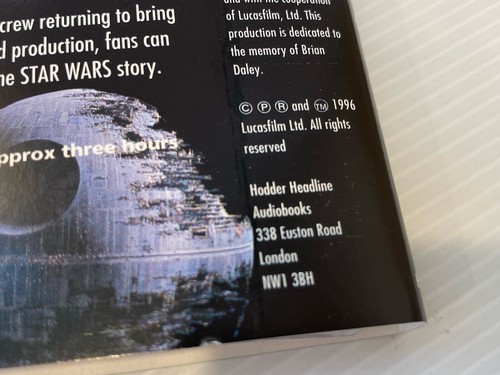 crew returning to bring
d production, fans can
he STAR WARS story.
pprox three hours
and with the cooperation
of Lucasfilm, Ltd. This
production is dedicated to
the memory of Brian
Daley.
© Ⓟ ® and ™ 1996
Lucasfilm Ltd. All rights
reserved
Hodder Headline
Audiobooks
338 Euston Road
London
NW1 3BH